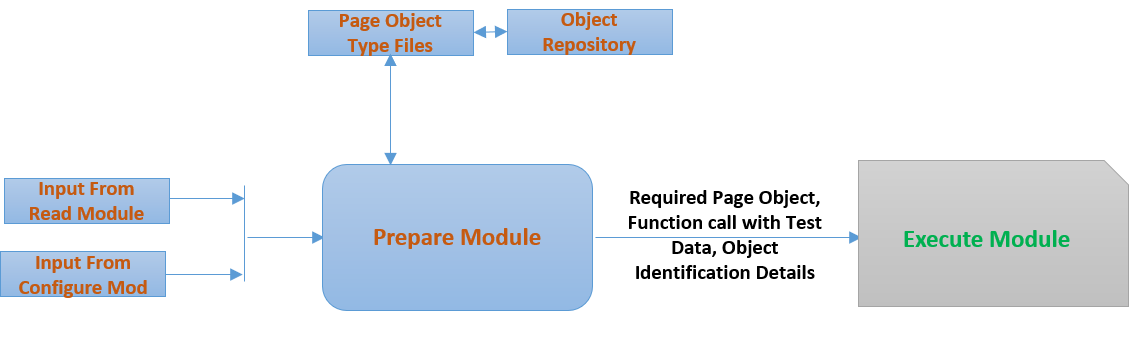 Page Object
Type Files
Object
Repository
Input From
Read Module
Input From
Configure Mod
Prepare Module
Required Page Object,
Function call with Test
Data, Object
Identification Details
Execute Module